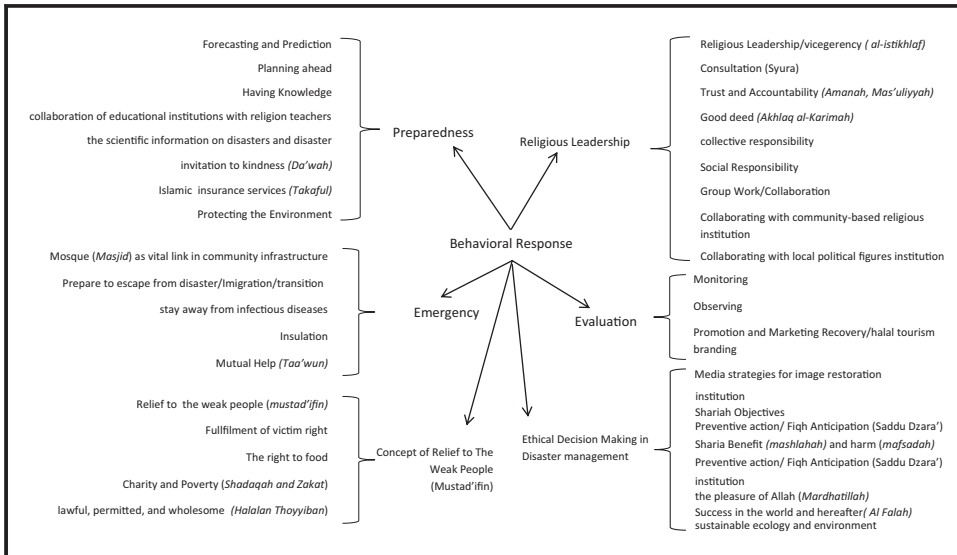 Forecasting and Prediction
Planning ahead
Having Knowledge
collaboration of educational institutions with religion teachers
the scientific information on disasters and disaster
invitation to kindness (Da'wah)
Islamic insurance services (Takaful)
Protecting the Environment
Preparedness
Religious Leadership
Religious Leadership/vicegerency ( al-istikhlaf)
Consultation (Syura)
Trust and Accountability (Amanah, Mas'uliyyah)
Good deed (Akhlaq al-Karimah)
collective responsibility
Social Responsibility
Group Work/Collaboration
Collaborating with community-based religious
institution
Collaborating with local political figures institution
Behavioral Response
Mosque (Masjid) as vital link in community infrastructure
Prepare to escape from disaster/Imigration/transition
stay away from infectious diseases
Insulation
Mutual Help (Taa'wun)
Emergency
Evaluation
Monitoring
Observing
Promotion and Marketing Recovery/halal tourism
branding
Relief to the weak people (mustad'ifin)
Fullfilment of victim right
The right to food
Charity and Poverty (Shadaqah and Zakat)
lawful, permitted, and wholesome (Halalan Thoyyiban)
Concept of Relief to The
Weak People
(Mustad'ifin)
Ethical Decision Making in
Disaster management
Media strategies for image restoration
institution
Shariah Objectives
Preventive action/ Fiqh Anticipation (Saddu Dzara')
Sharia Benefit (mashlahah) and harm (mafsadah)
Preventive action/ Fiqh Anticipation (Saddu Dzara')
institution
the pleasure of Allah (Mardhatillah)
Success in the world and hereafter( Al Falah)
sustainable ecology and environment